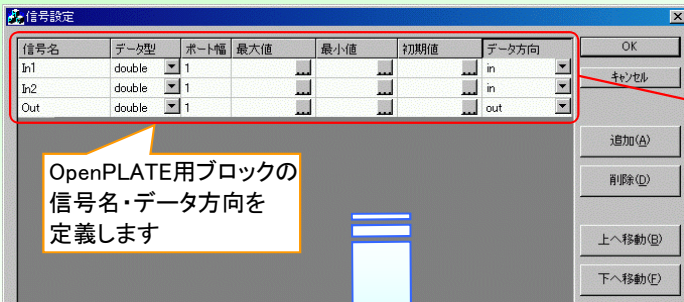 信号設定
信号名 データ型 ポート幅 最大値 最小値 初期値 データ方向
In1 double 1 ... ... ... in
In2 double 1 ... ... ... in
Out double 1 ... ... ... out
OK
キャンセル
追加(A)
削除(D)
上へ移動(B)
下へ移動(F)
OpenPLATE用ブロックの
信号名・データ方向を
定義します